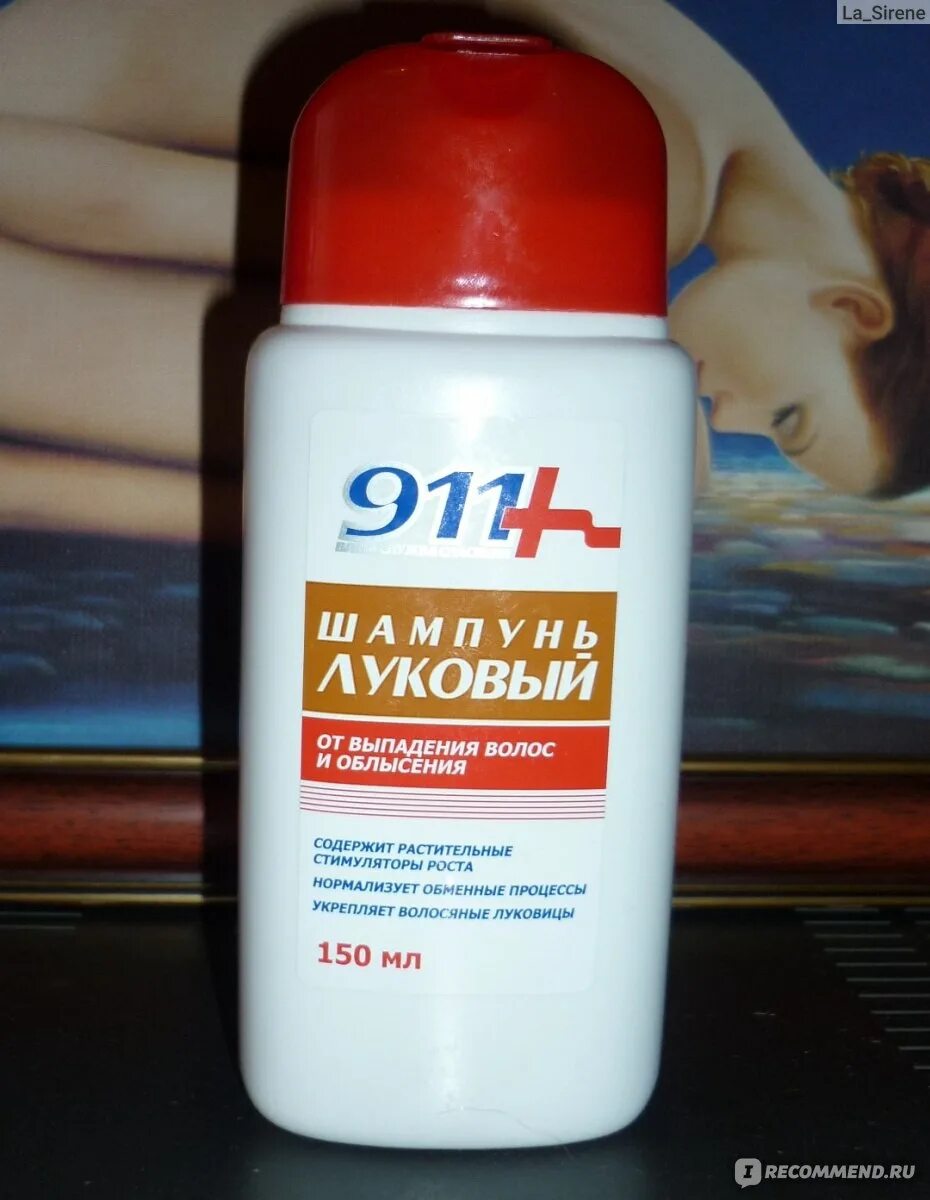 La_Sirene
911+
ШАМПУНЬ
ЛУКОВЫЙ
ОТ ВЫПАДЕНИЯ ВОЛОС
И ОБЛЫСЕНИЯ
СОДЕРЖИТ РАСТИТЕЛЬНЫЕ
СТИМУЛЯТОРЫ РОСТА
НОРМАЛИЗУЕТ ОБМЕННЫЕ ПРОЦЕССЫ
УКРЕПЛЯЕТ ВОЛОСЯНЫЕ ЛУКОВИЦЫ
150 мл
IRECOMMEND.RU